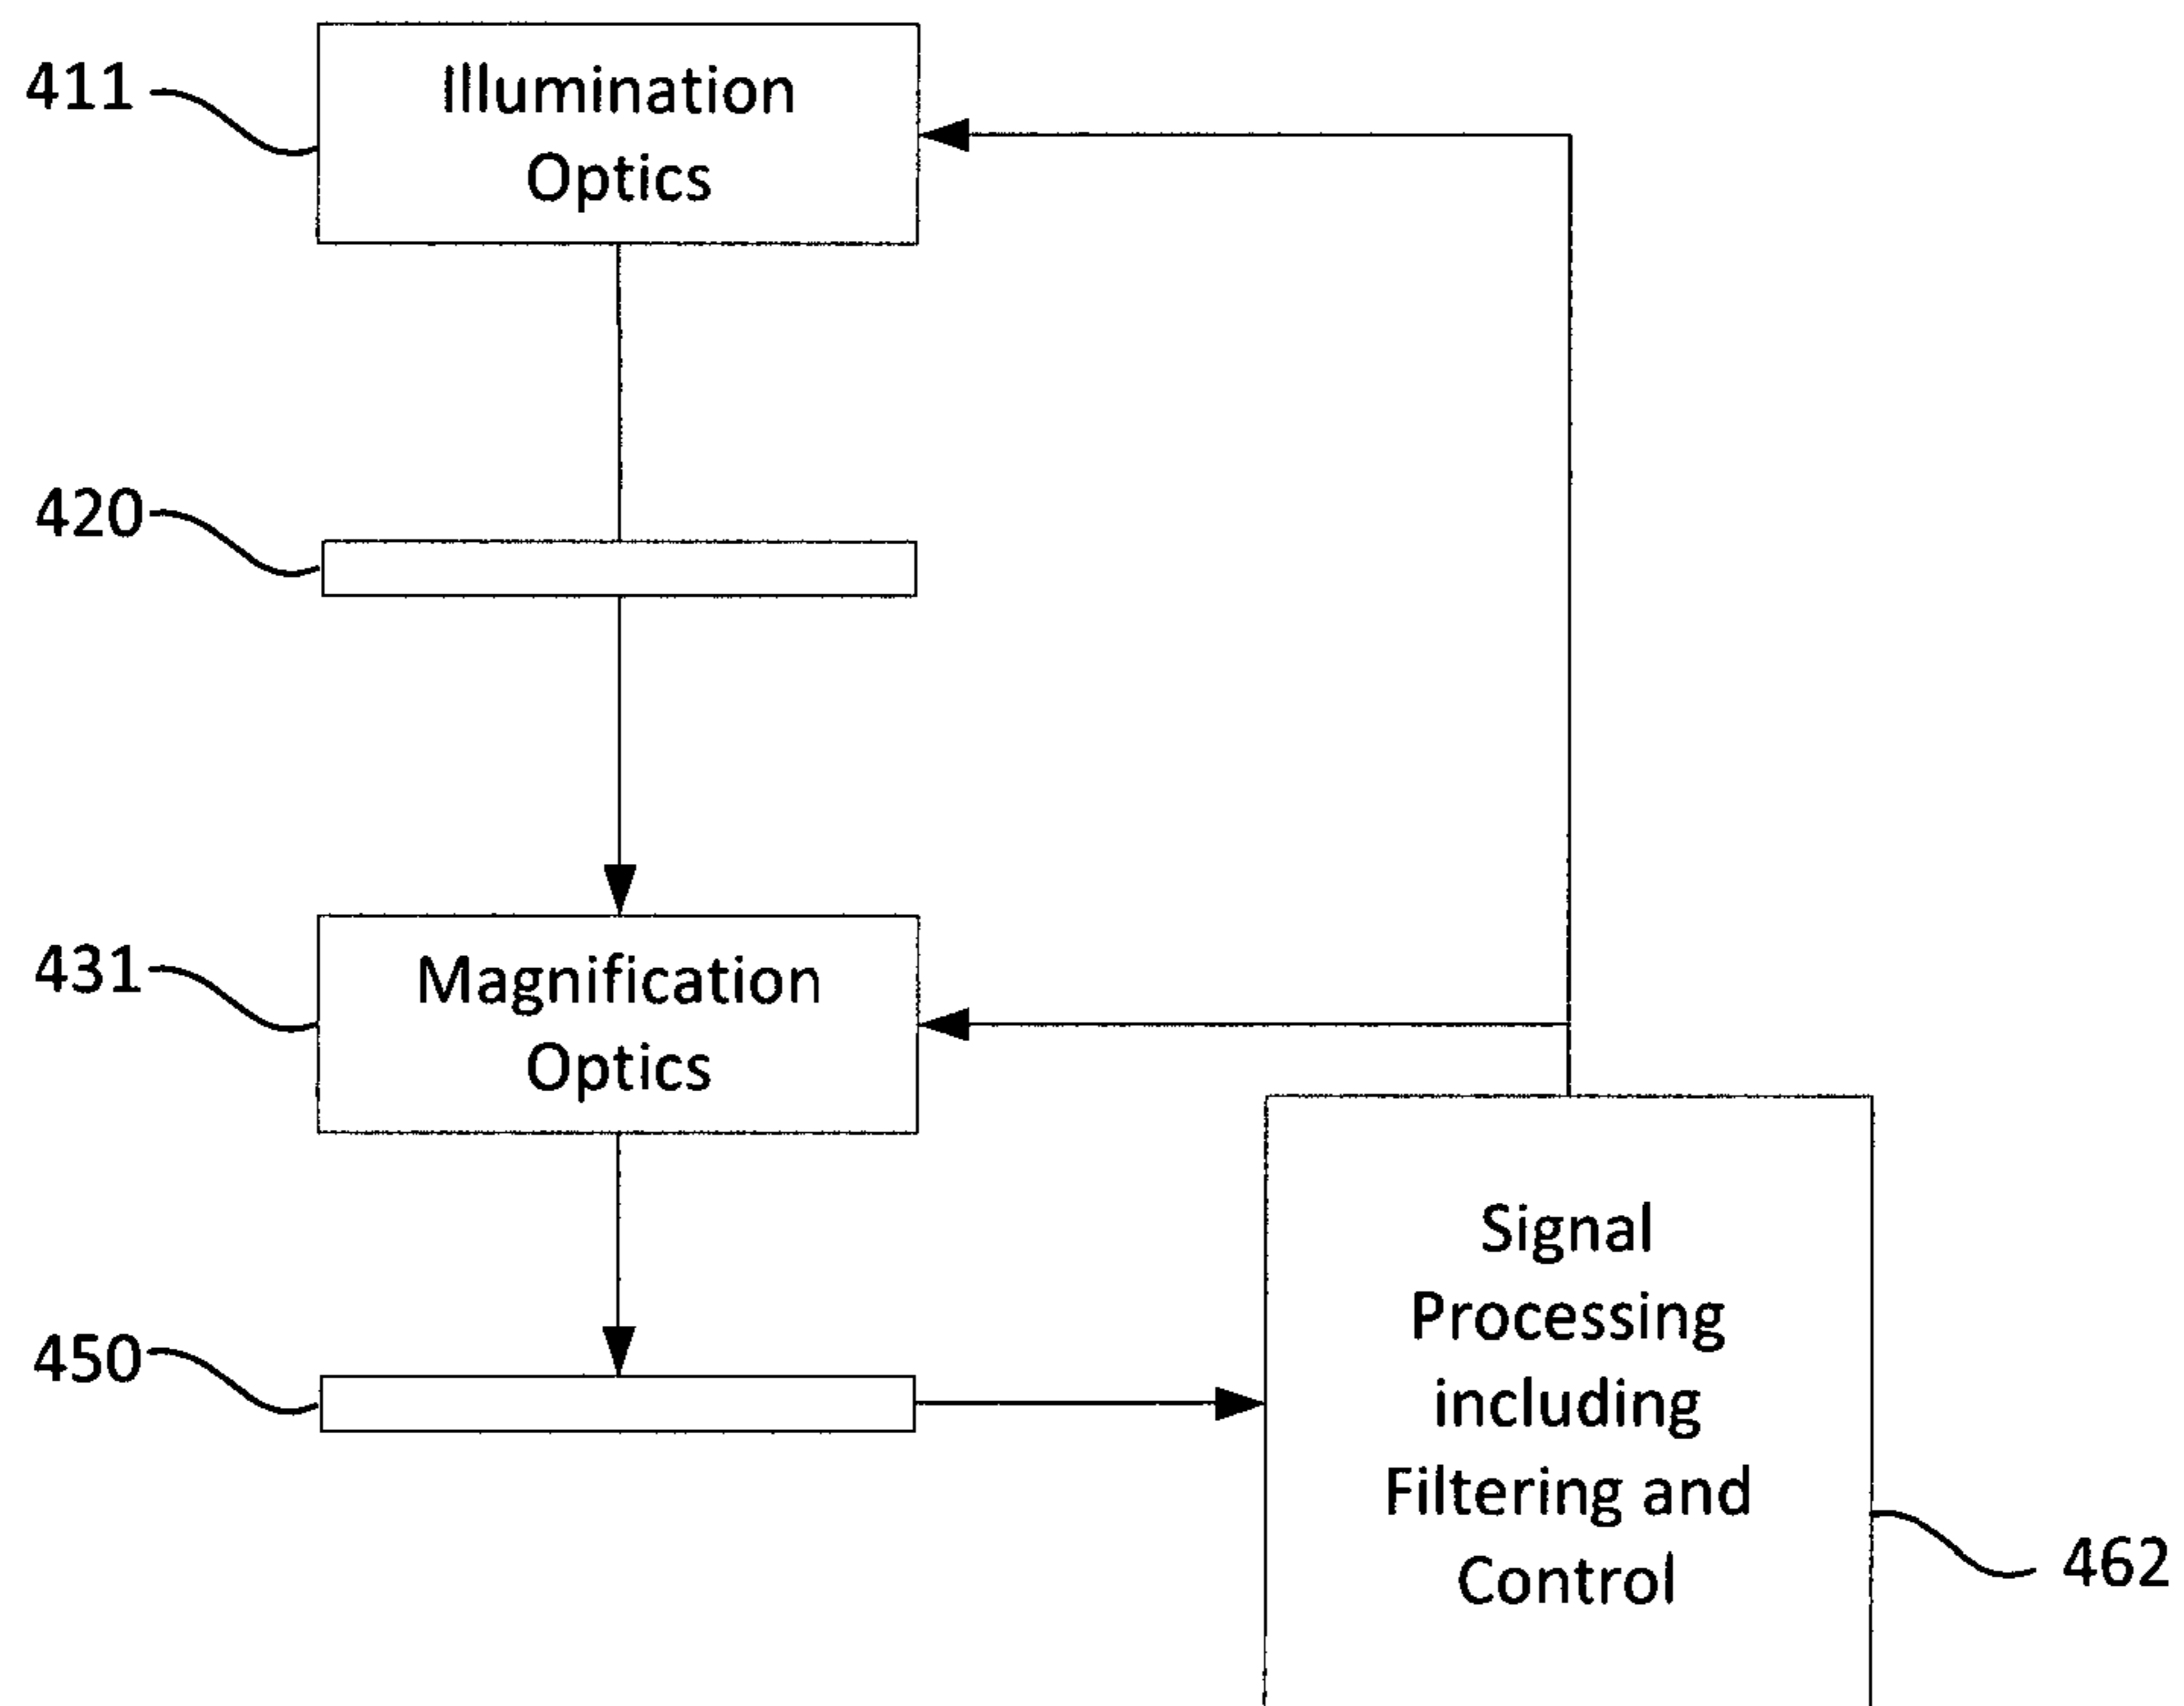 411
Illumination
Optics
420
431
Magnification
Optics
450
Signal
Processing
including
Filtering and
Control
462